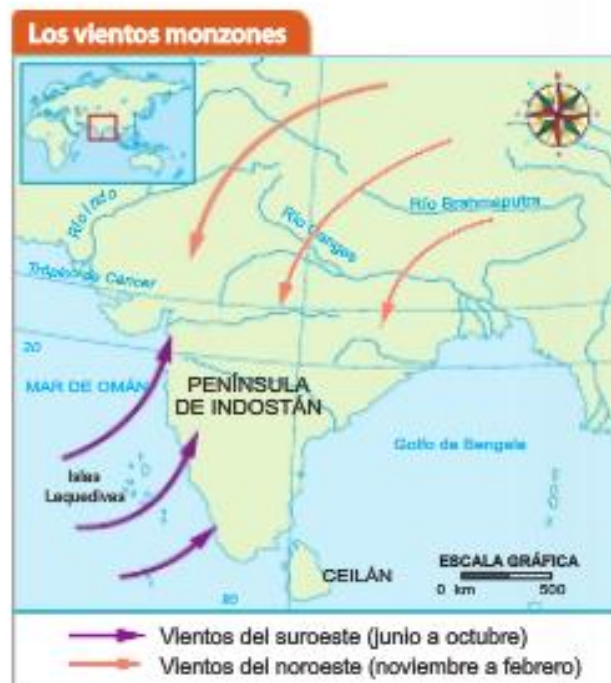 Los vientos monzones
Río Indo
Río Ganges
Río Brahmaputra
Trópico de Cáncer
20
MAR DE OMÁN
PENÍNSULA
DE INDOSTÁN
Golfo de Bengala
Islas
Laquedivas
CEILÁN
ESCALA GRÁFICA
0 km 500
80
Vientos del suroeste (junio a octubre)
Vientos del noroeste (noviembre a febrero)